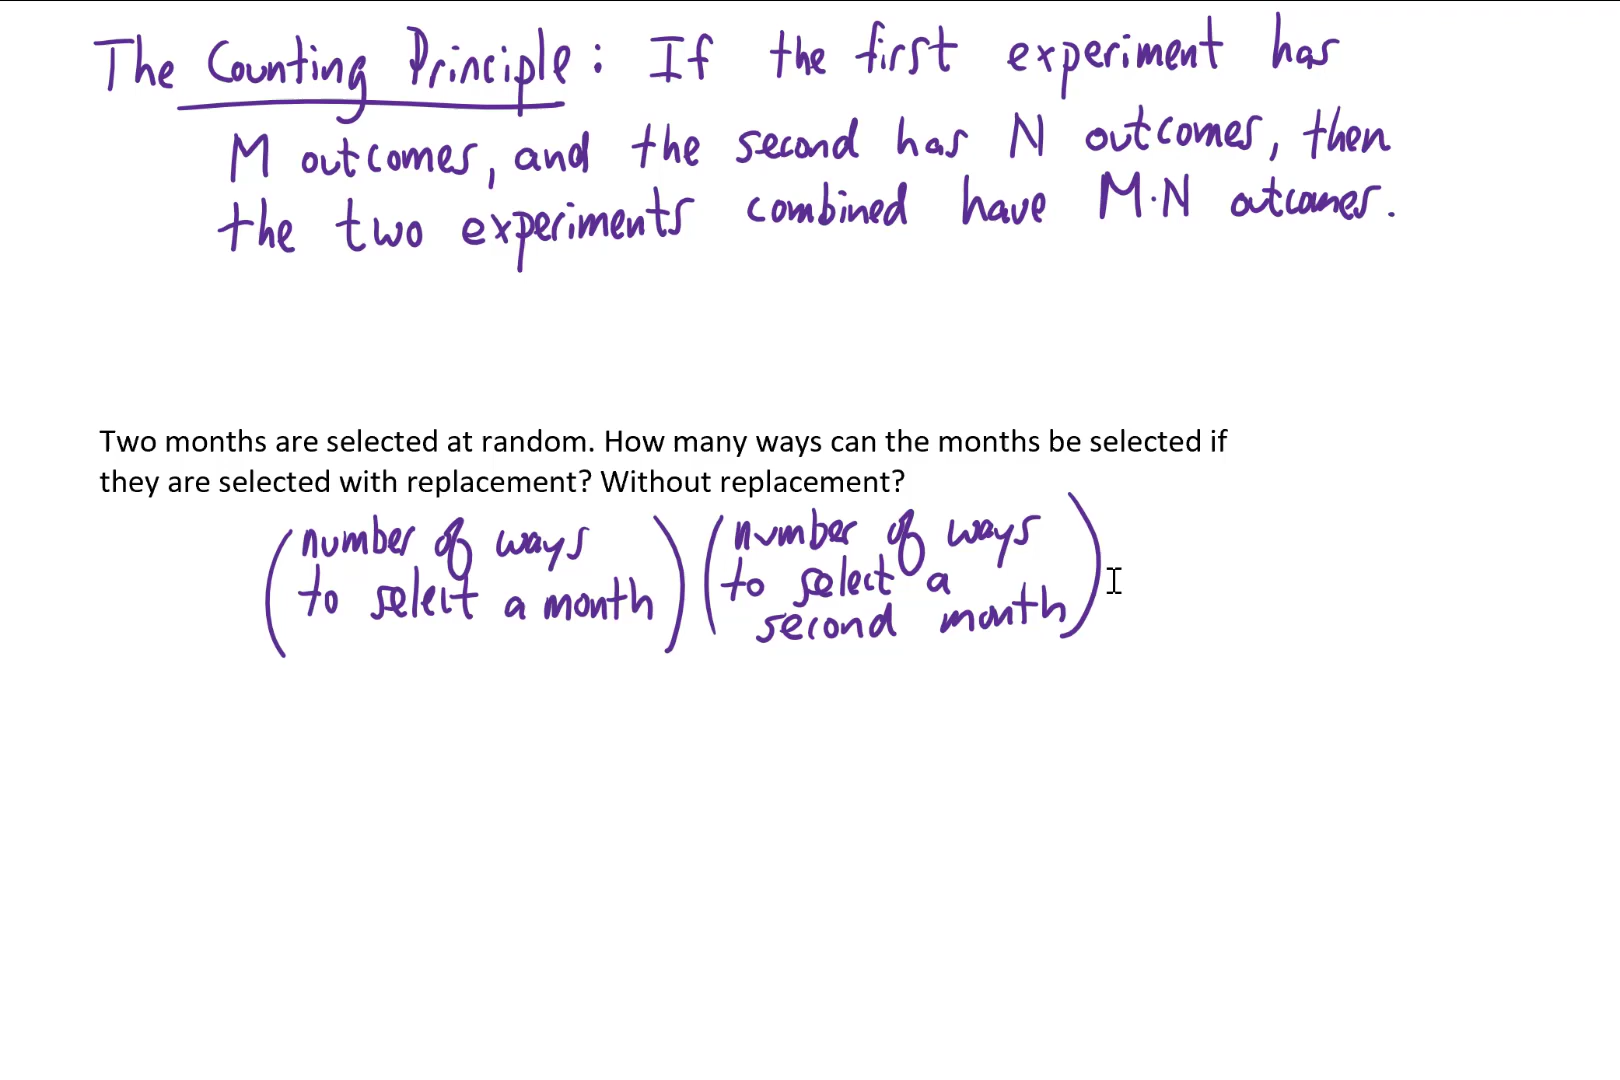 The Counting Principle: If the first experiment has
M outcomes, and the second has N outcomes, then
the two experiments combined have M·N outcomes.
Two months are selected at random. How many ways can the months be selected if
they are selected with replacement? Without replacement?
(number of ways to select a month) (number of ways to select a second month)